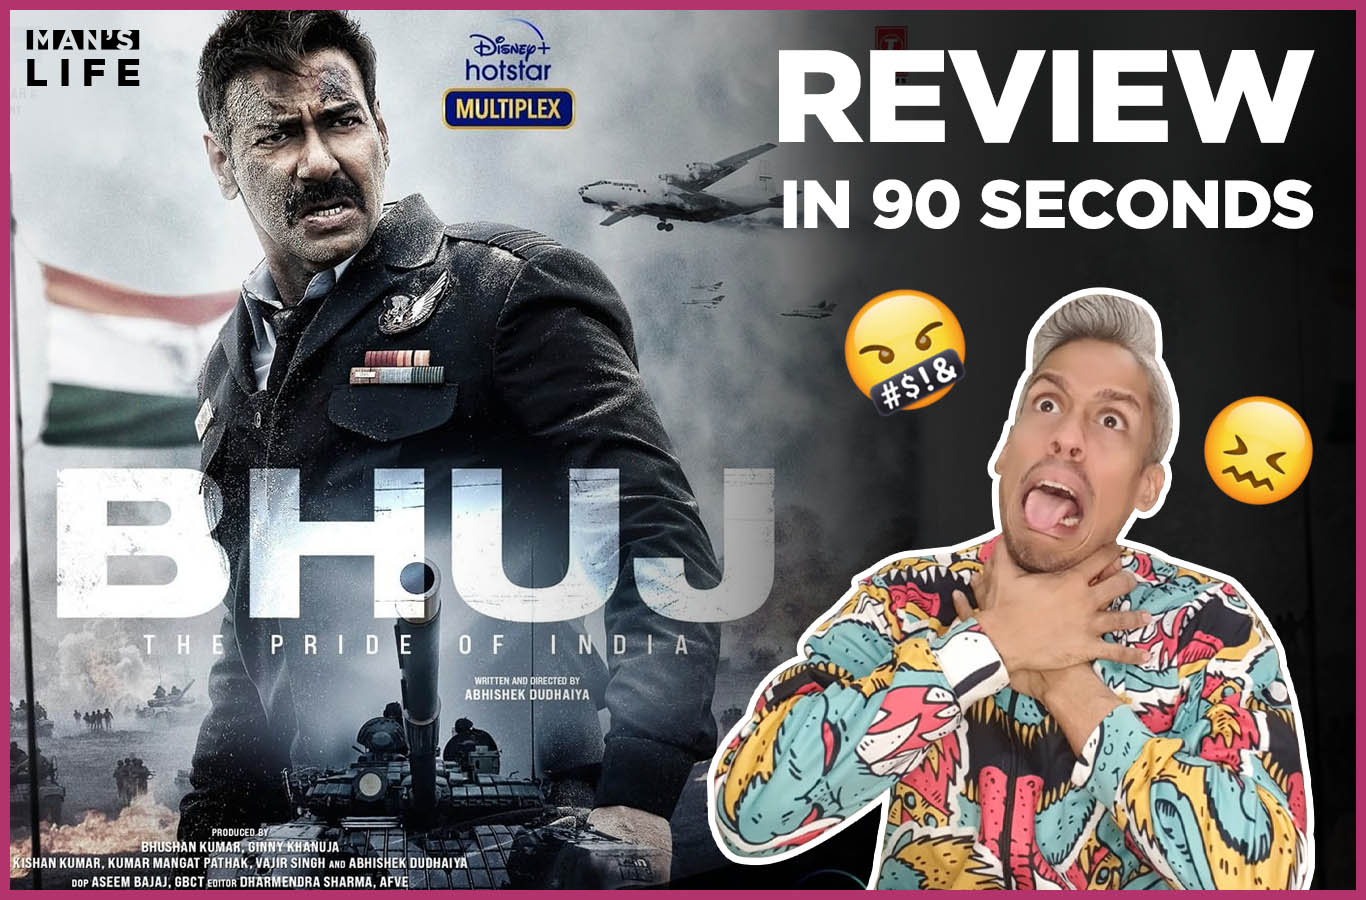 MAN'S
LIFE
Disney+
hotstar
MULTIPLEX
REVIEW
IN 90 SECONDS
#$!&
BHUJ
THE PRIDE OF INDIA
WRITTEN AND DIRECTED BY
ABHISHEK DUDHAIYA
PRODUCED BY
BHUSHAN KUMAR, GINNY KHANUJA
KISHAN KUMAR, KUMAR MANGAT PATHAK, VAJIR SINGH AND ABHISHEK DUDHAIYA
DOP ASEEM BAJAJ, GBCT EDITOR DHARMENDRA SHARMA, AFVE